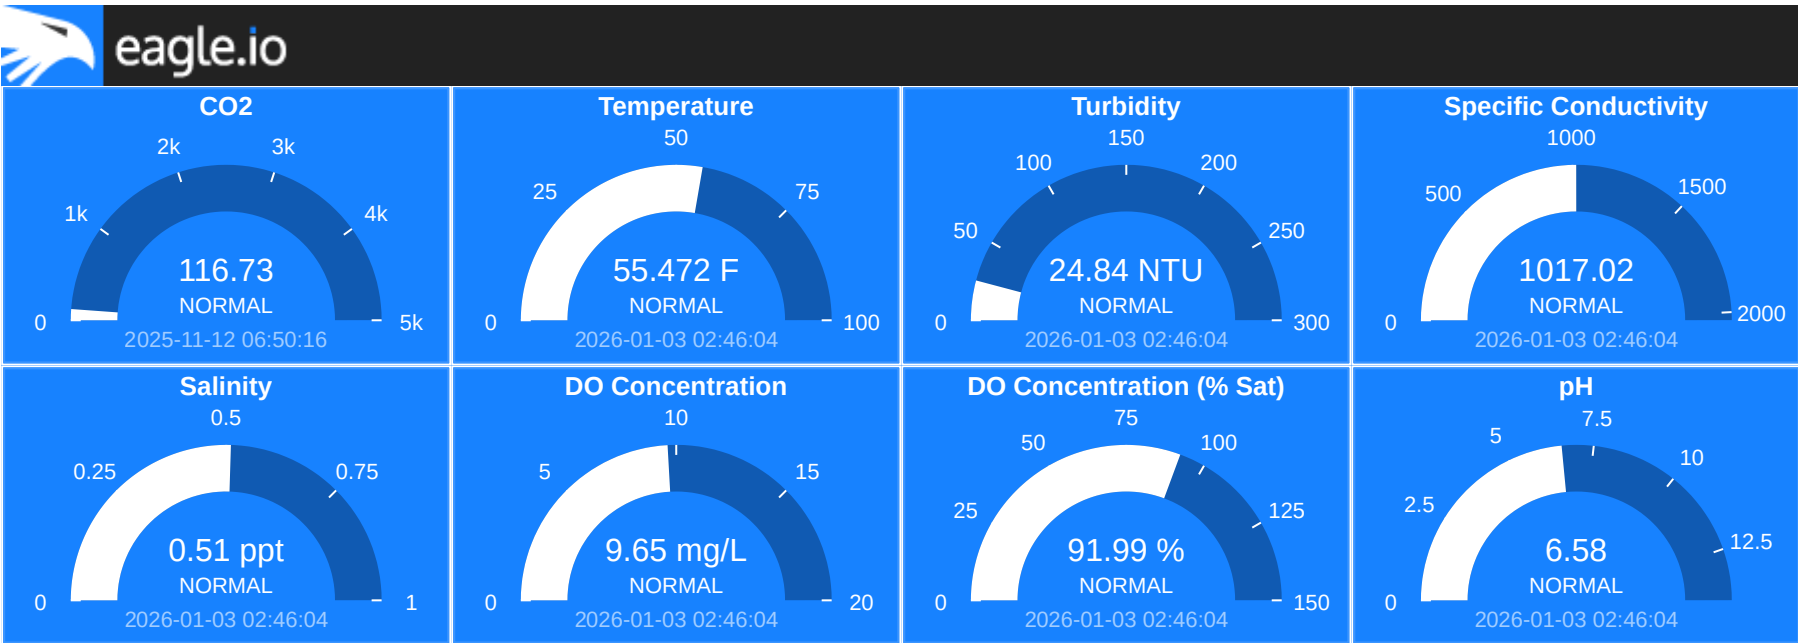 eagle.io
CO2
0
1k
2k
3k
4k
5k
116.73
NORMAL
2025-11-12 06:50:16
Temperature
0
25
50
75
100
55.472 F
NORMAL
2026-01-03 02:46:04
Turbidity
0
50
100
150
200
250
300
24.84 NTU
NORMAL
2026-01-03 02:46:04
Specific Conductivity
0
500
1000
1500
2000
1017.02
NORMAL
2026-01-03 02:46:04
Salinity
0
0.25
0.5
0.75
1
0.51 ppt
NORMAL
2026-01-03 02:46:04
DO Concentration
0
5
10
15
20
9.65 mg/L
NORMAL
2026-01-03 02:46:04
DO Concentration (% Sat)
0
25
50
75
100
125
150
91.99 %
NORMAL
2026-01-03 02:46:04
pH
0
2.5
5
7.5
10
12.5
6.58
NORMAL
2026-01-03 02:46:04